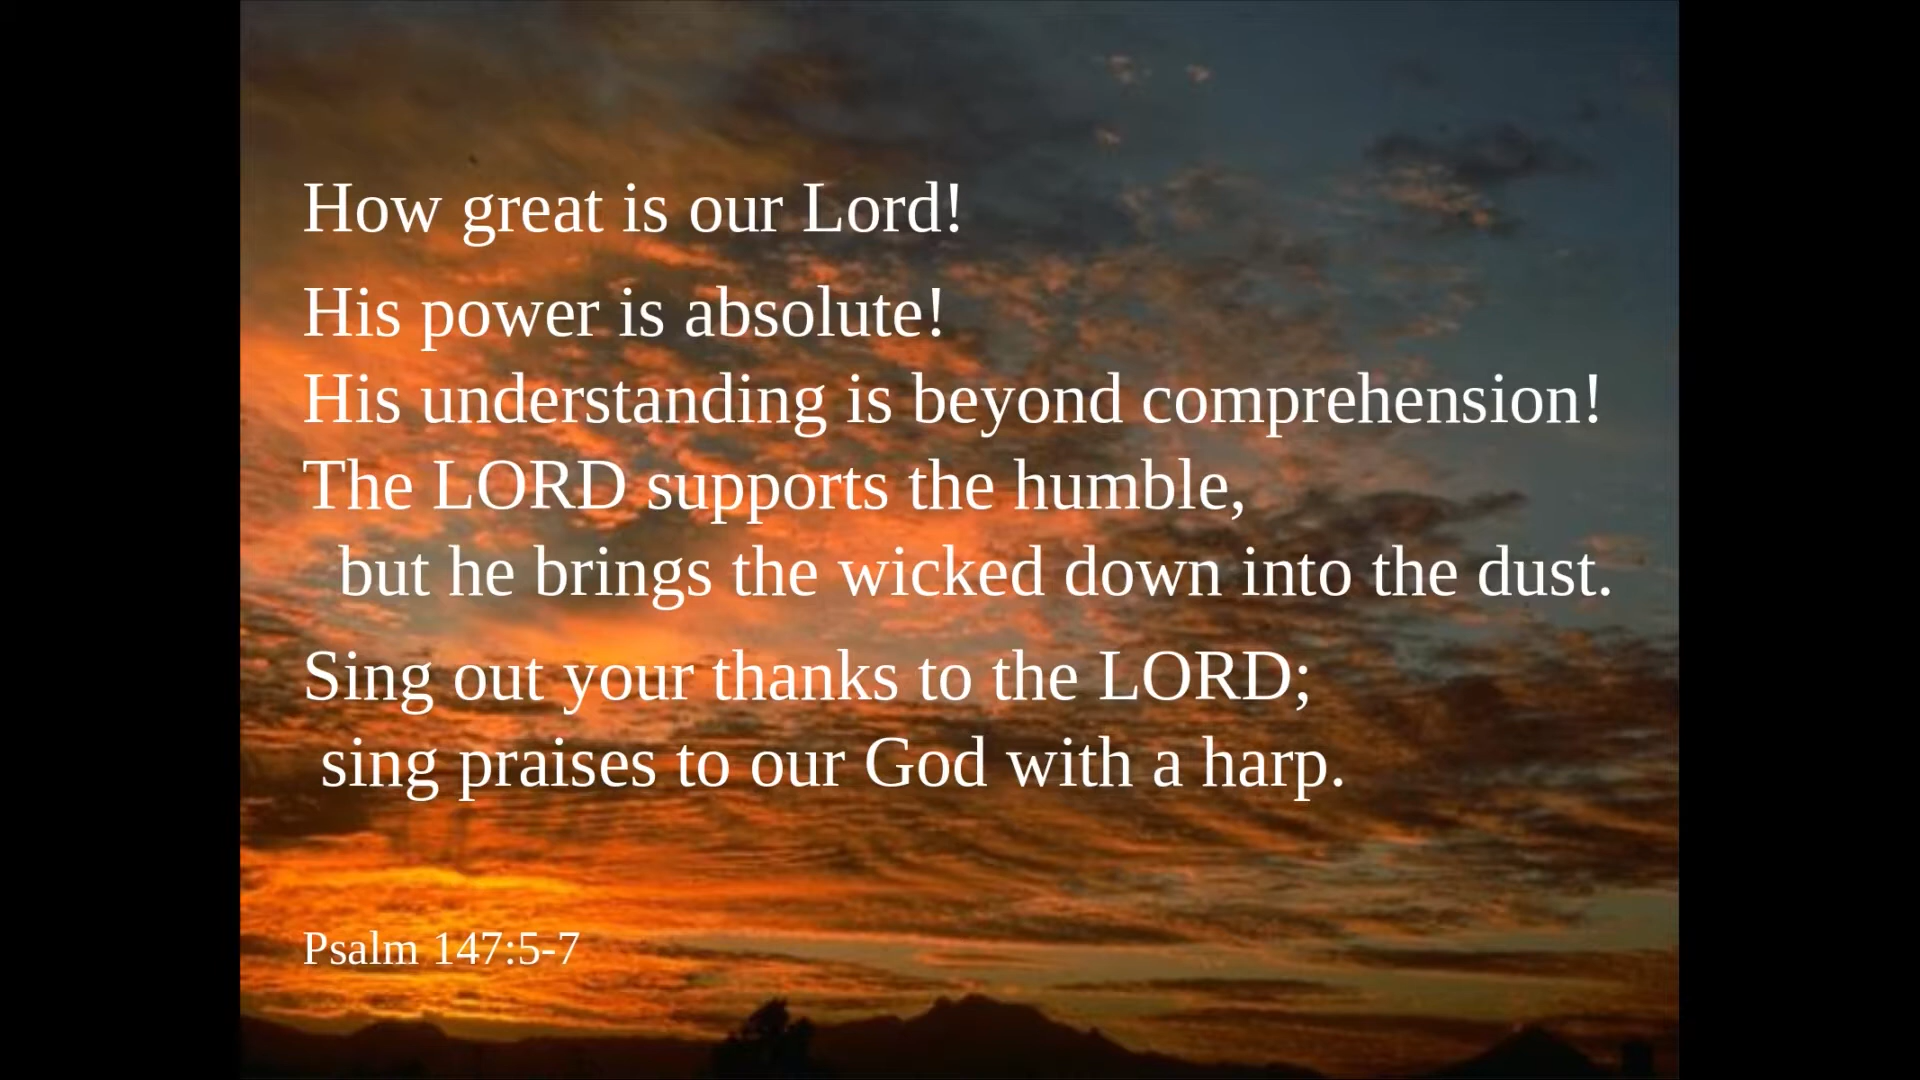 How great is our Lord!
His power is absolute!
His understanding is beyond comprehension!
The LORD supports the humble,
but he brings the wicked down into the dust.
Sing out your thanks to the LORD;
sing praises to our God with a harp.
Psalm 147:5-7